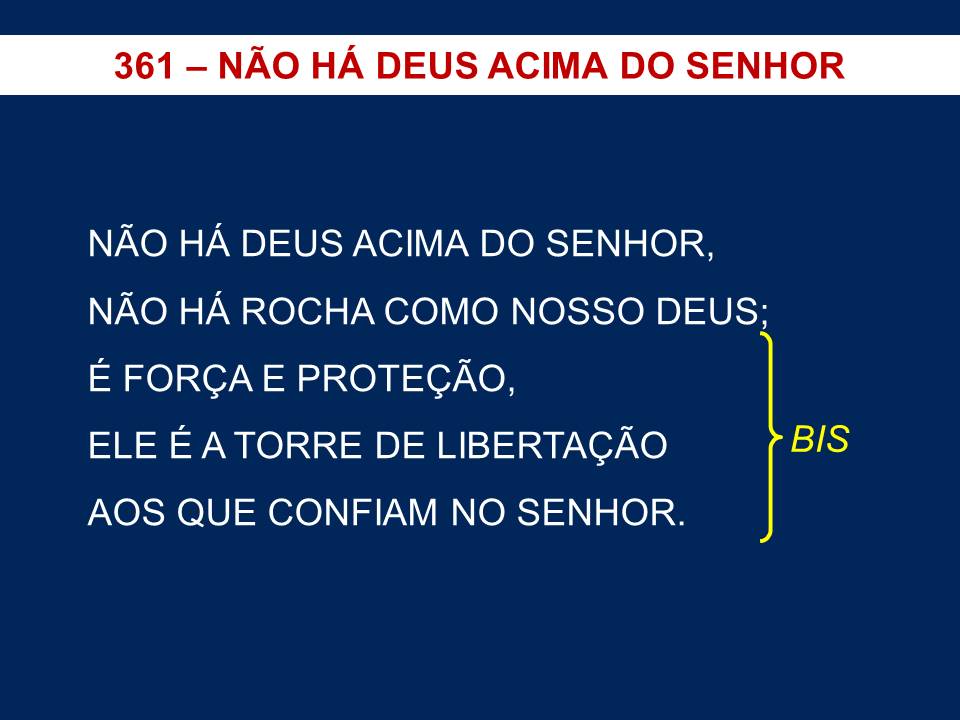 361 – NÃO HÁ DEUS ACIMA DO SENHOR
NÃO HÁ DEUS ACIMA DO SENHOR,
NÃO HÁ ROCHA COMO NOSSO DEUS;
É FORÇA E PROTEÇÃO,
ELE É A TORRE DE LIBERTAÇÃO
AOS QUE CONFIAM NO SENHOR.
BIS